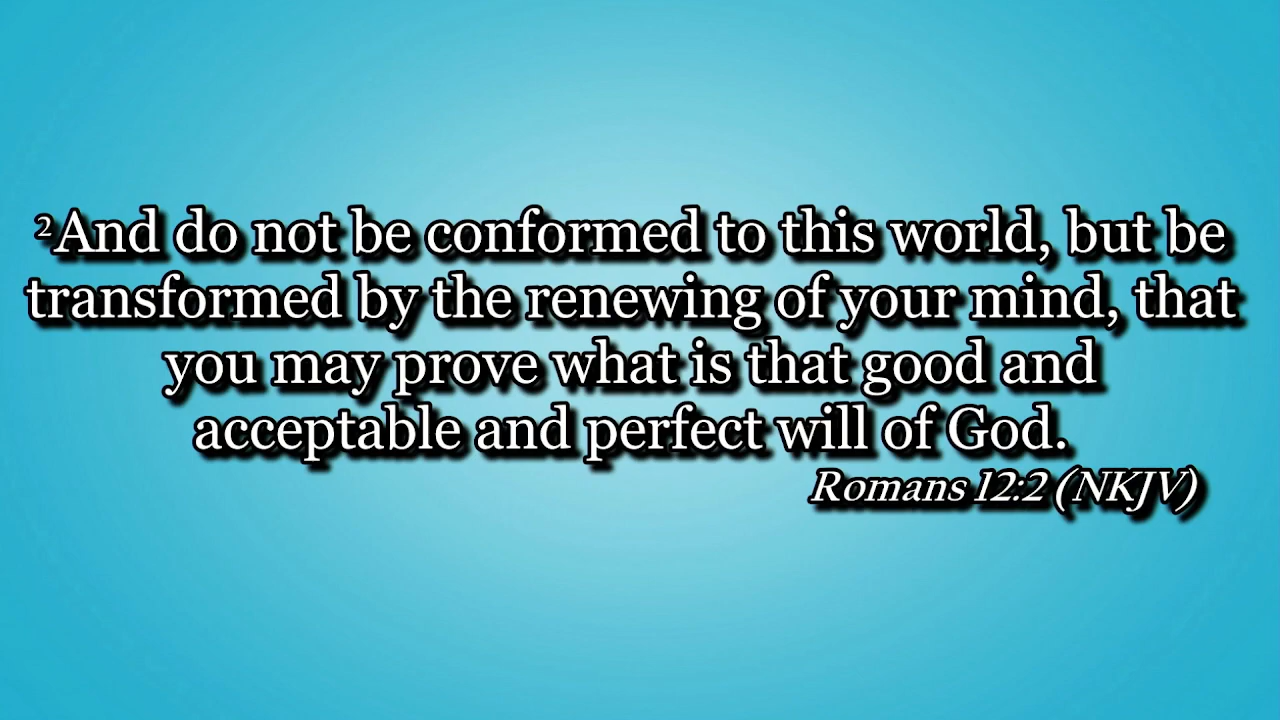 ²And do not be conformed to this world, but be
transformed by the renewing of your mind, that
you may prove what is that good and
acceptable and perfect will of God.
Romans 12:2 (NKJV)